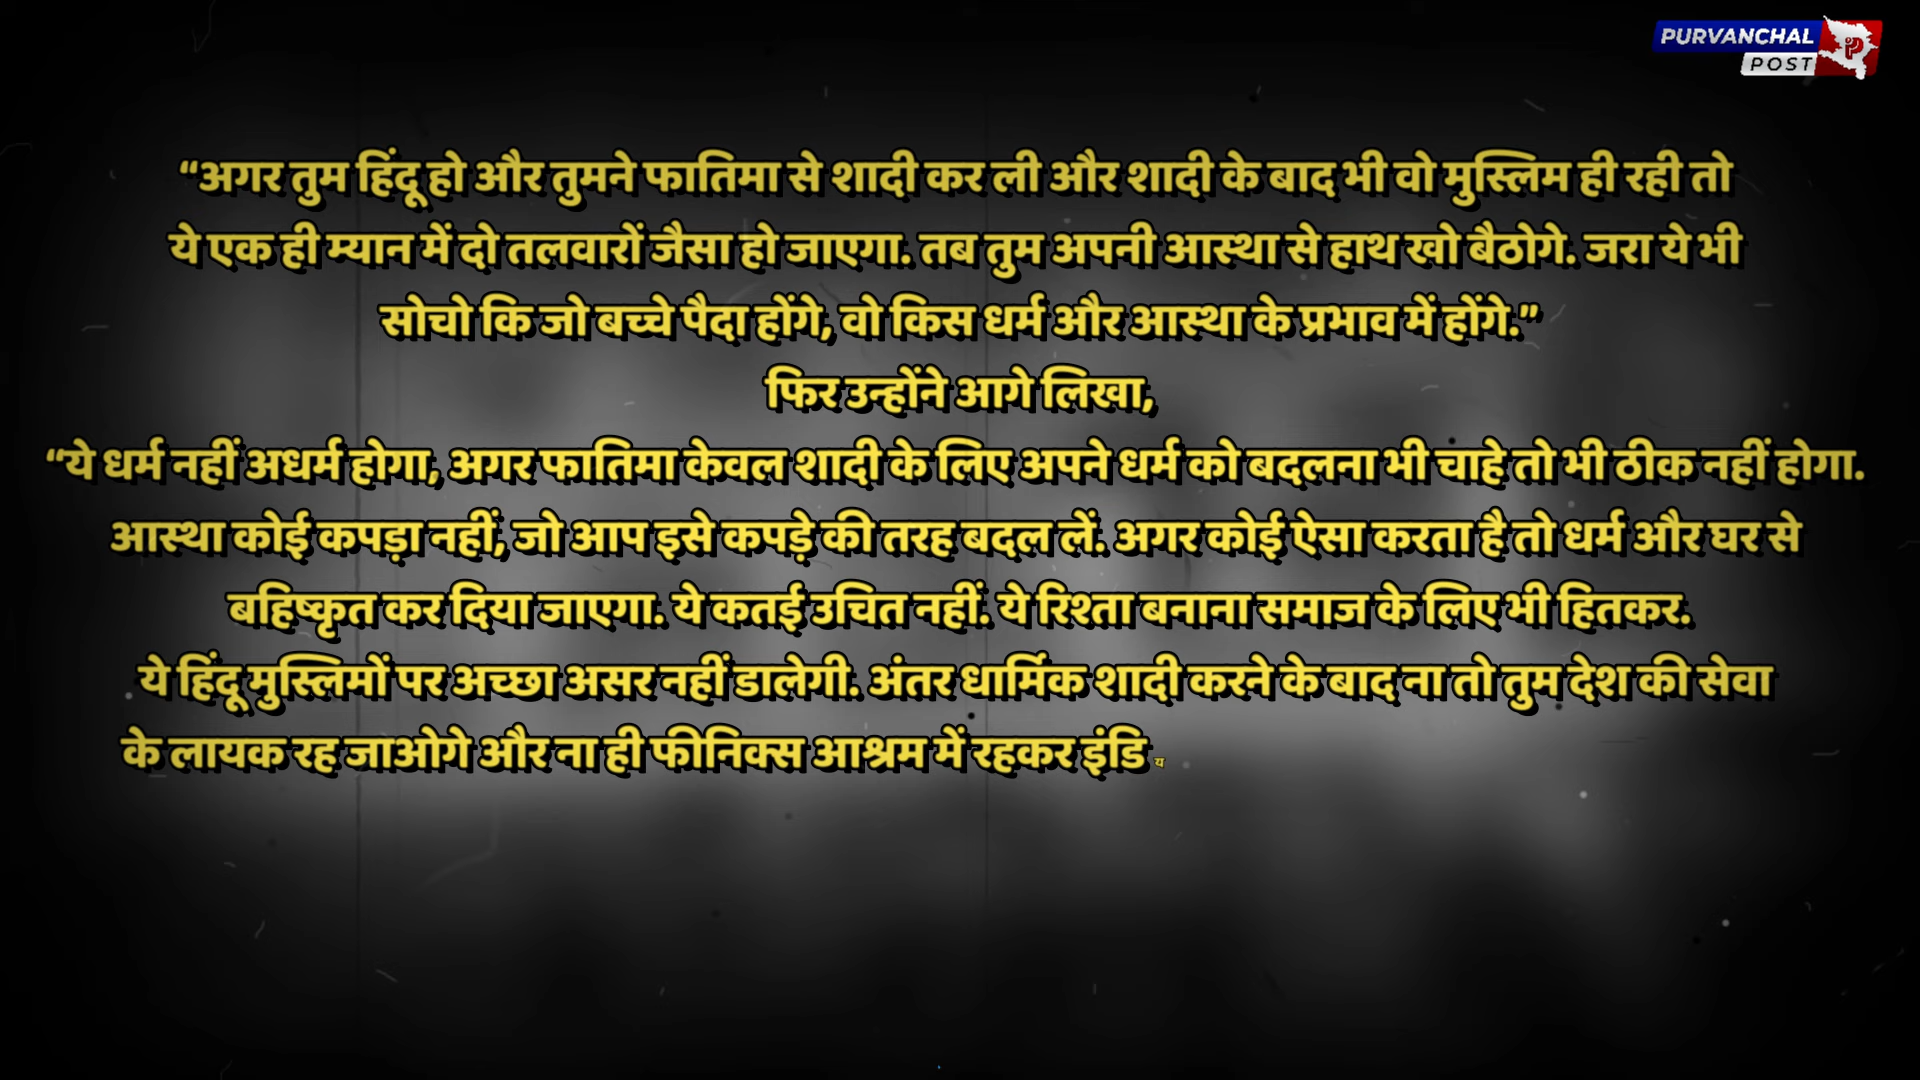 PURVANCHAL
POST
“अगर तुम हिंदू हो और तुमने फातिमा से शादी कर ली और शादी के बाद भी वो मुस्लिम ही रही तो
ये एक ही म्यान में दो तलवारों जैसा हो जाएगा. तब तुम अपनी आस्था से हाथ खो बैठोगे. जरा ये भी
सोचो कि जो बच्चे पैदा होंगे, वो किस धर्म और आस्था के प्रभाव में होंगे.”
फिर उन्होंने आगे लिखा,
“ये धर्म नहीं अधर्म होगा, अगर फातिमा केवल शादी के लिए अपने धर्म को बदलना भी चाहे तो भी ठीक नहीं होगा.
आस्था कोई कपड़ा नहीं, जो आप इसे कपड़े की तरह बदल लें. अगर कोई ऐसा करता है तो धर्म और घर से
बहिष्कृत कर दिया जाएगा. ये कतई उचित नहीं. ये रिश्ता बनाना समाज के लिए भी हितकर.
ये हिंदू मुस्लिमों पर अच्छा असर नहीं डालेगी. अंतर धार्मिक शादी करने के बाद ना तो तुम देश की सेवा
के लायक रह जाओगे और ना ही फीनिक्स आश्रम में रहकर इंडिय